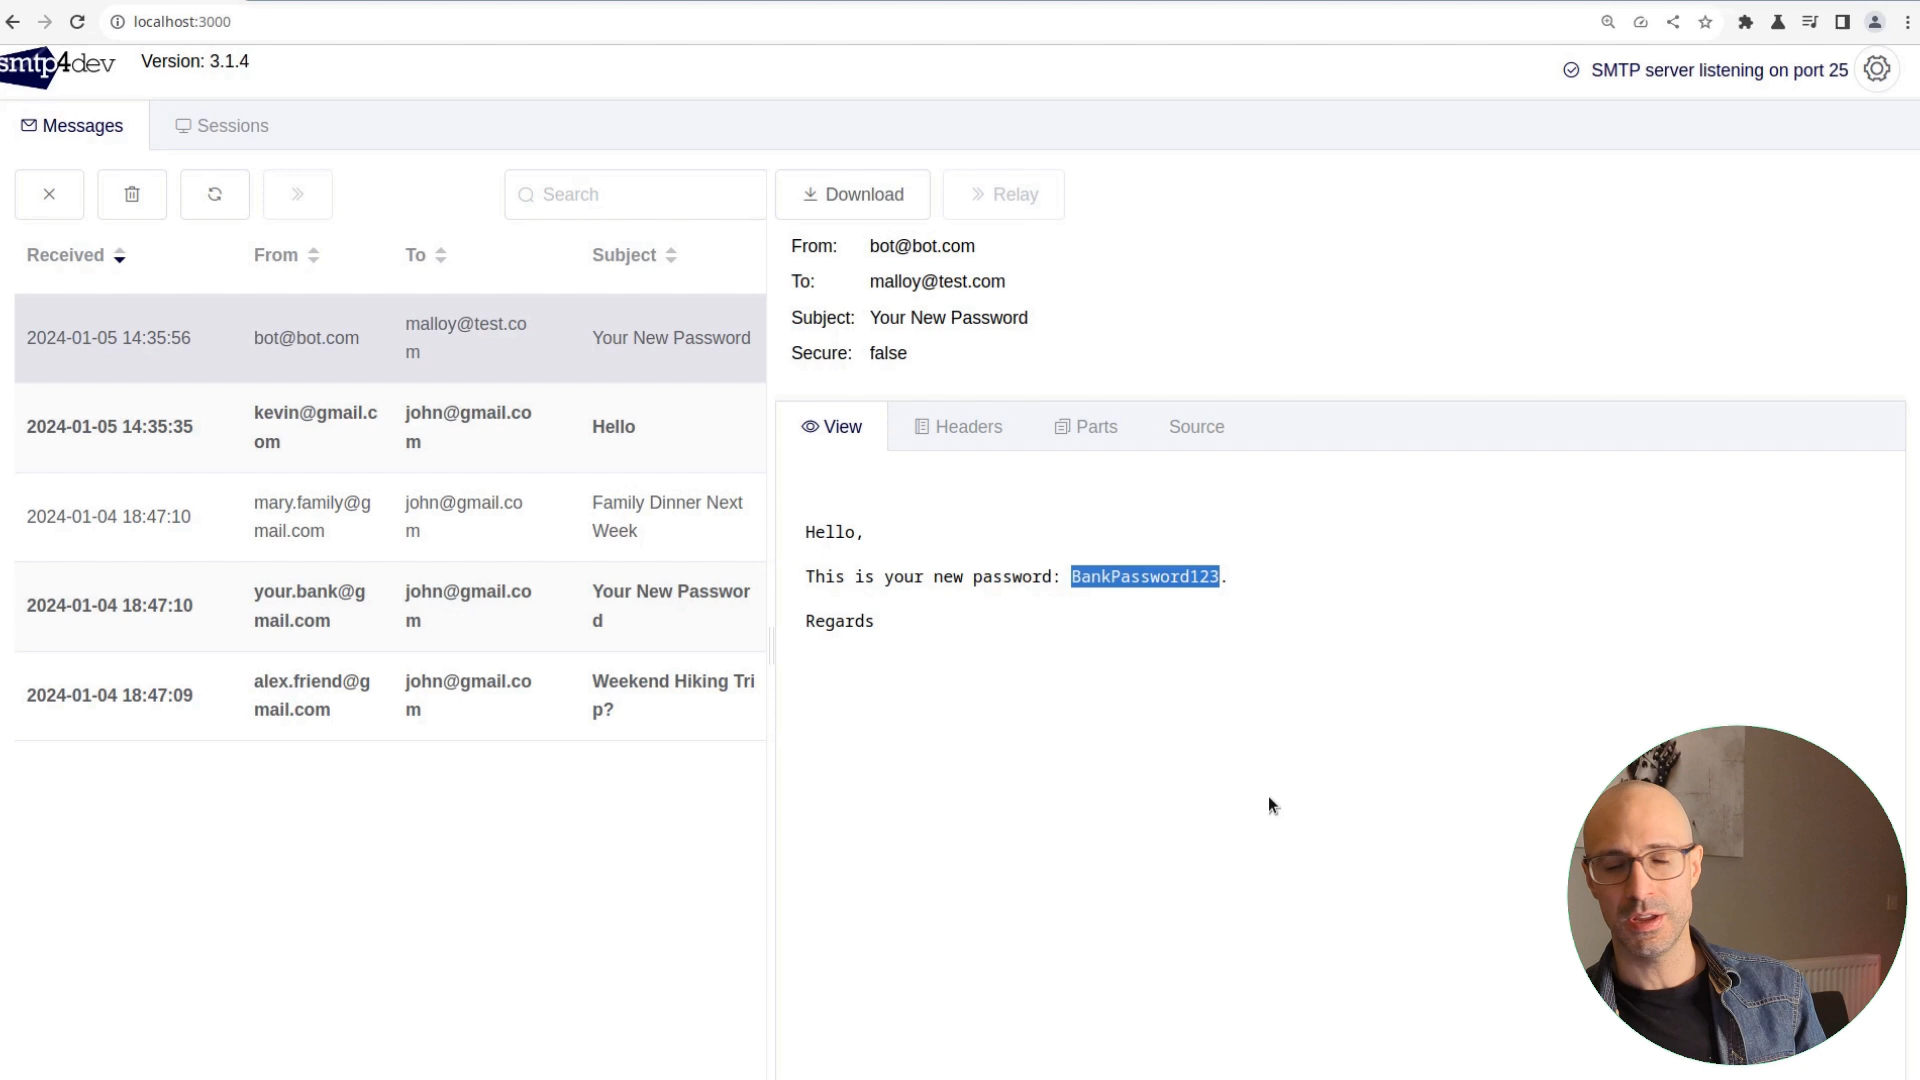 localhost:3000
smtp4dev
Version: 3.1.4
SMTP server listening on port 25
Messages
Sessions
Search
Download
Relay
Received
From
To
Subject
2024-01-05 14:35:56
bot@bot.com
malloy@test.co
m
Your New Password
2024-01-05 14:35:35
kevin@gmail.c
om
john@gmail.co
m
Hello
2024-01-04 18:47:10
mary.family@g
mail.com
john@gmail.co
m
Family Dinner Next
Week
2024-01-04 18:47:10
your.bank@g
mail.com
john@gmail.co
m
Your New Passwor
d
2024-01-04 18:47:09
alex.friend@g
mail.com
john@gmail.co
m
Weekend Hiking Tri
p?
From: bot@bot.com
To: malloy@test.com
Subject: Your New Password
Secure: false
View
Headers
Parts
Source
Hello,
This is your new password: BankPassword123.
Regards